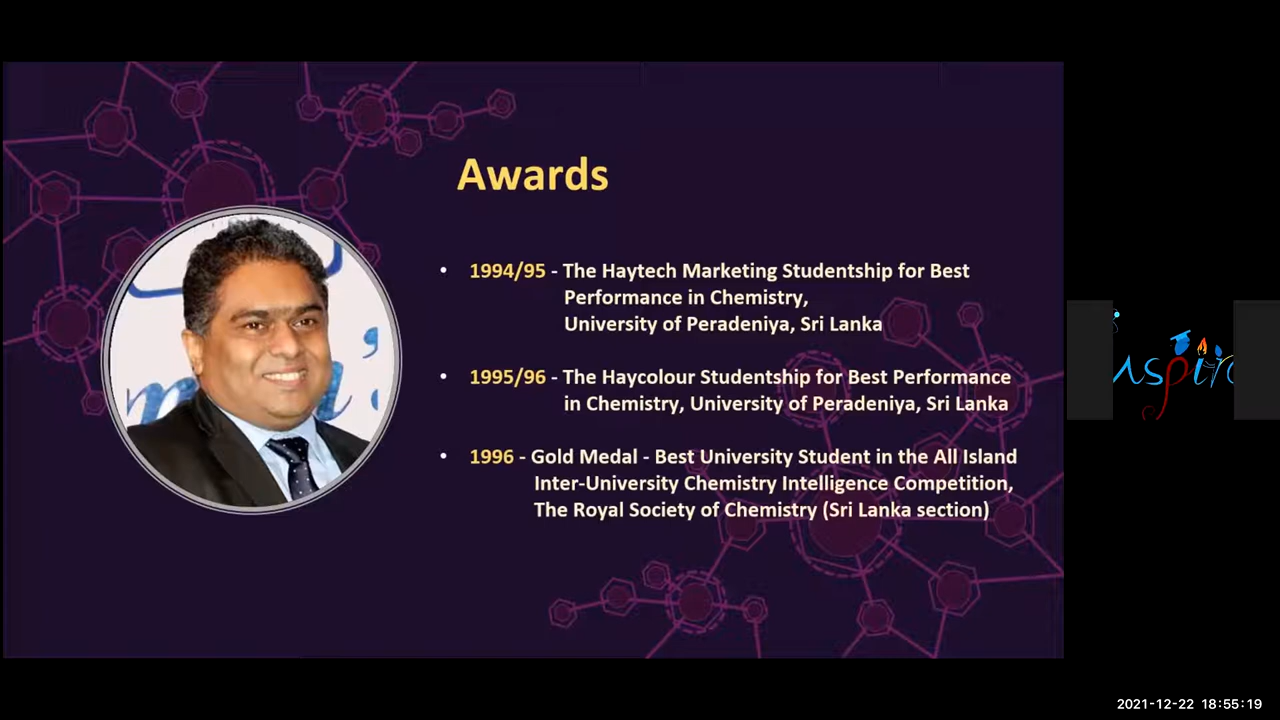 Awards
• 1994/95 - The Haytech Marketing Studentship for Best
Performance in Chemistry,
University of Peradeniya, Sri Lanka
• 1995/96 - The Haycolour Studentship for Best Performance
in Chemistry, University of Peradeniya, Sri Lanka
• 1996 - Gold Medal - Best University Student in the All Island
Inter-University Chemistry Intelligence Competition,
The Royal Society of Chemistry (Sri Lanka section)
2021-12-22 18:55:19